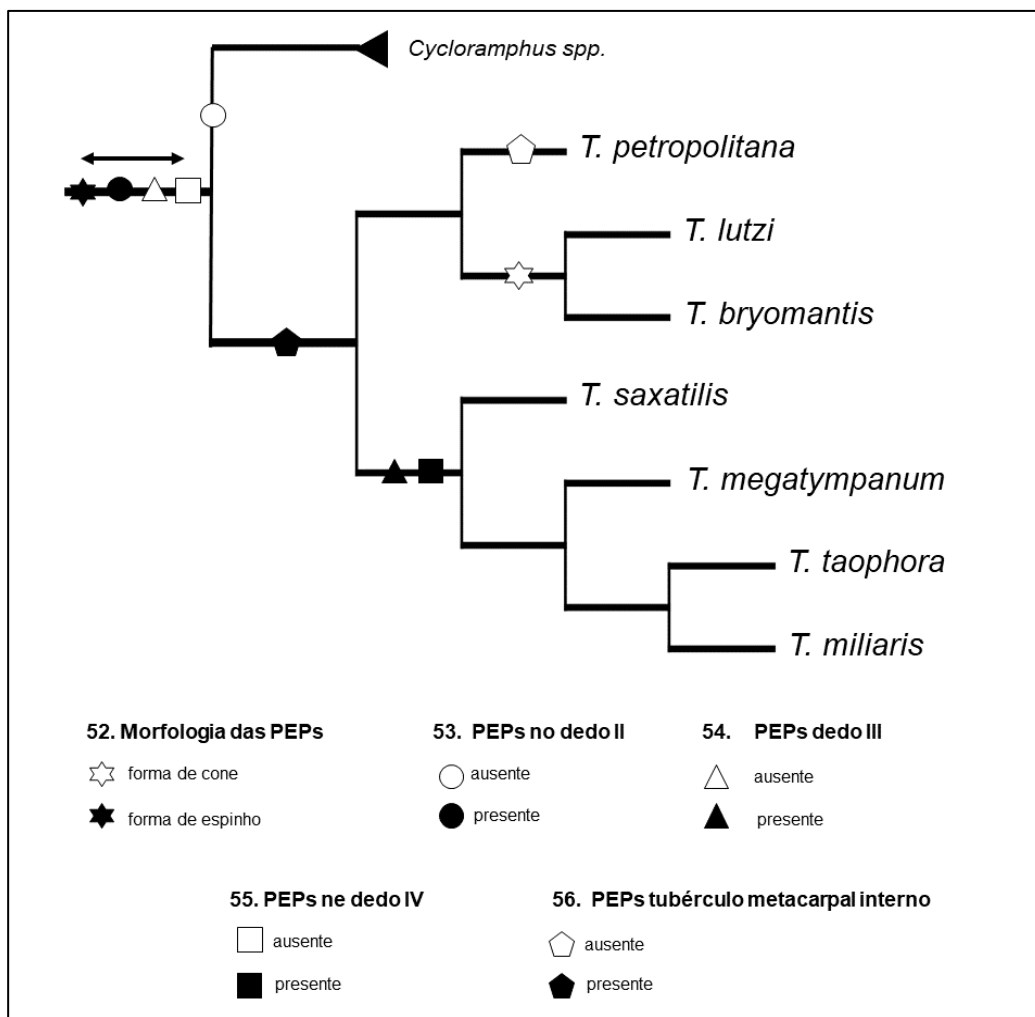 Cycloramphus spp.
T. petropolitana
T. lutzi
T. bryomantis
T. saxatilis
T. megatympanum
T. taophora
T. miliaris
52. Morfologia das PEPs
forma de cone
forma de espinho
53. PEPs no dedo II
ausente
presente
54. PEPs dedo III
ausente
presente
55. PEPs ne dedo IV
ausente
presente
56. PEPs tubérculo metacarpal interno
ausente
presente